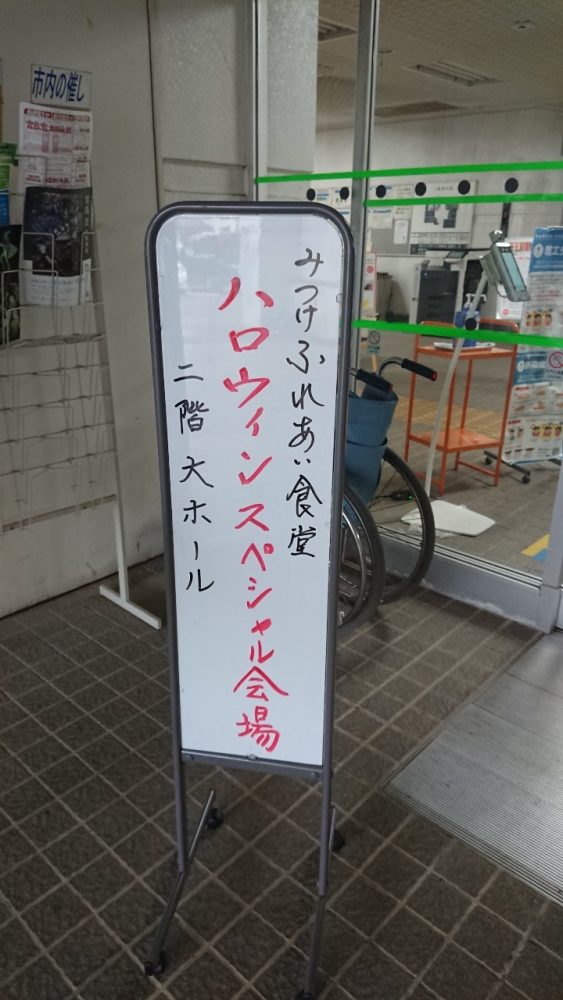 みつけふれあい食堂
ハロウィンスペシャル会場
二階 大ホール
市内の催し